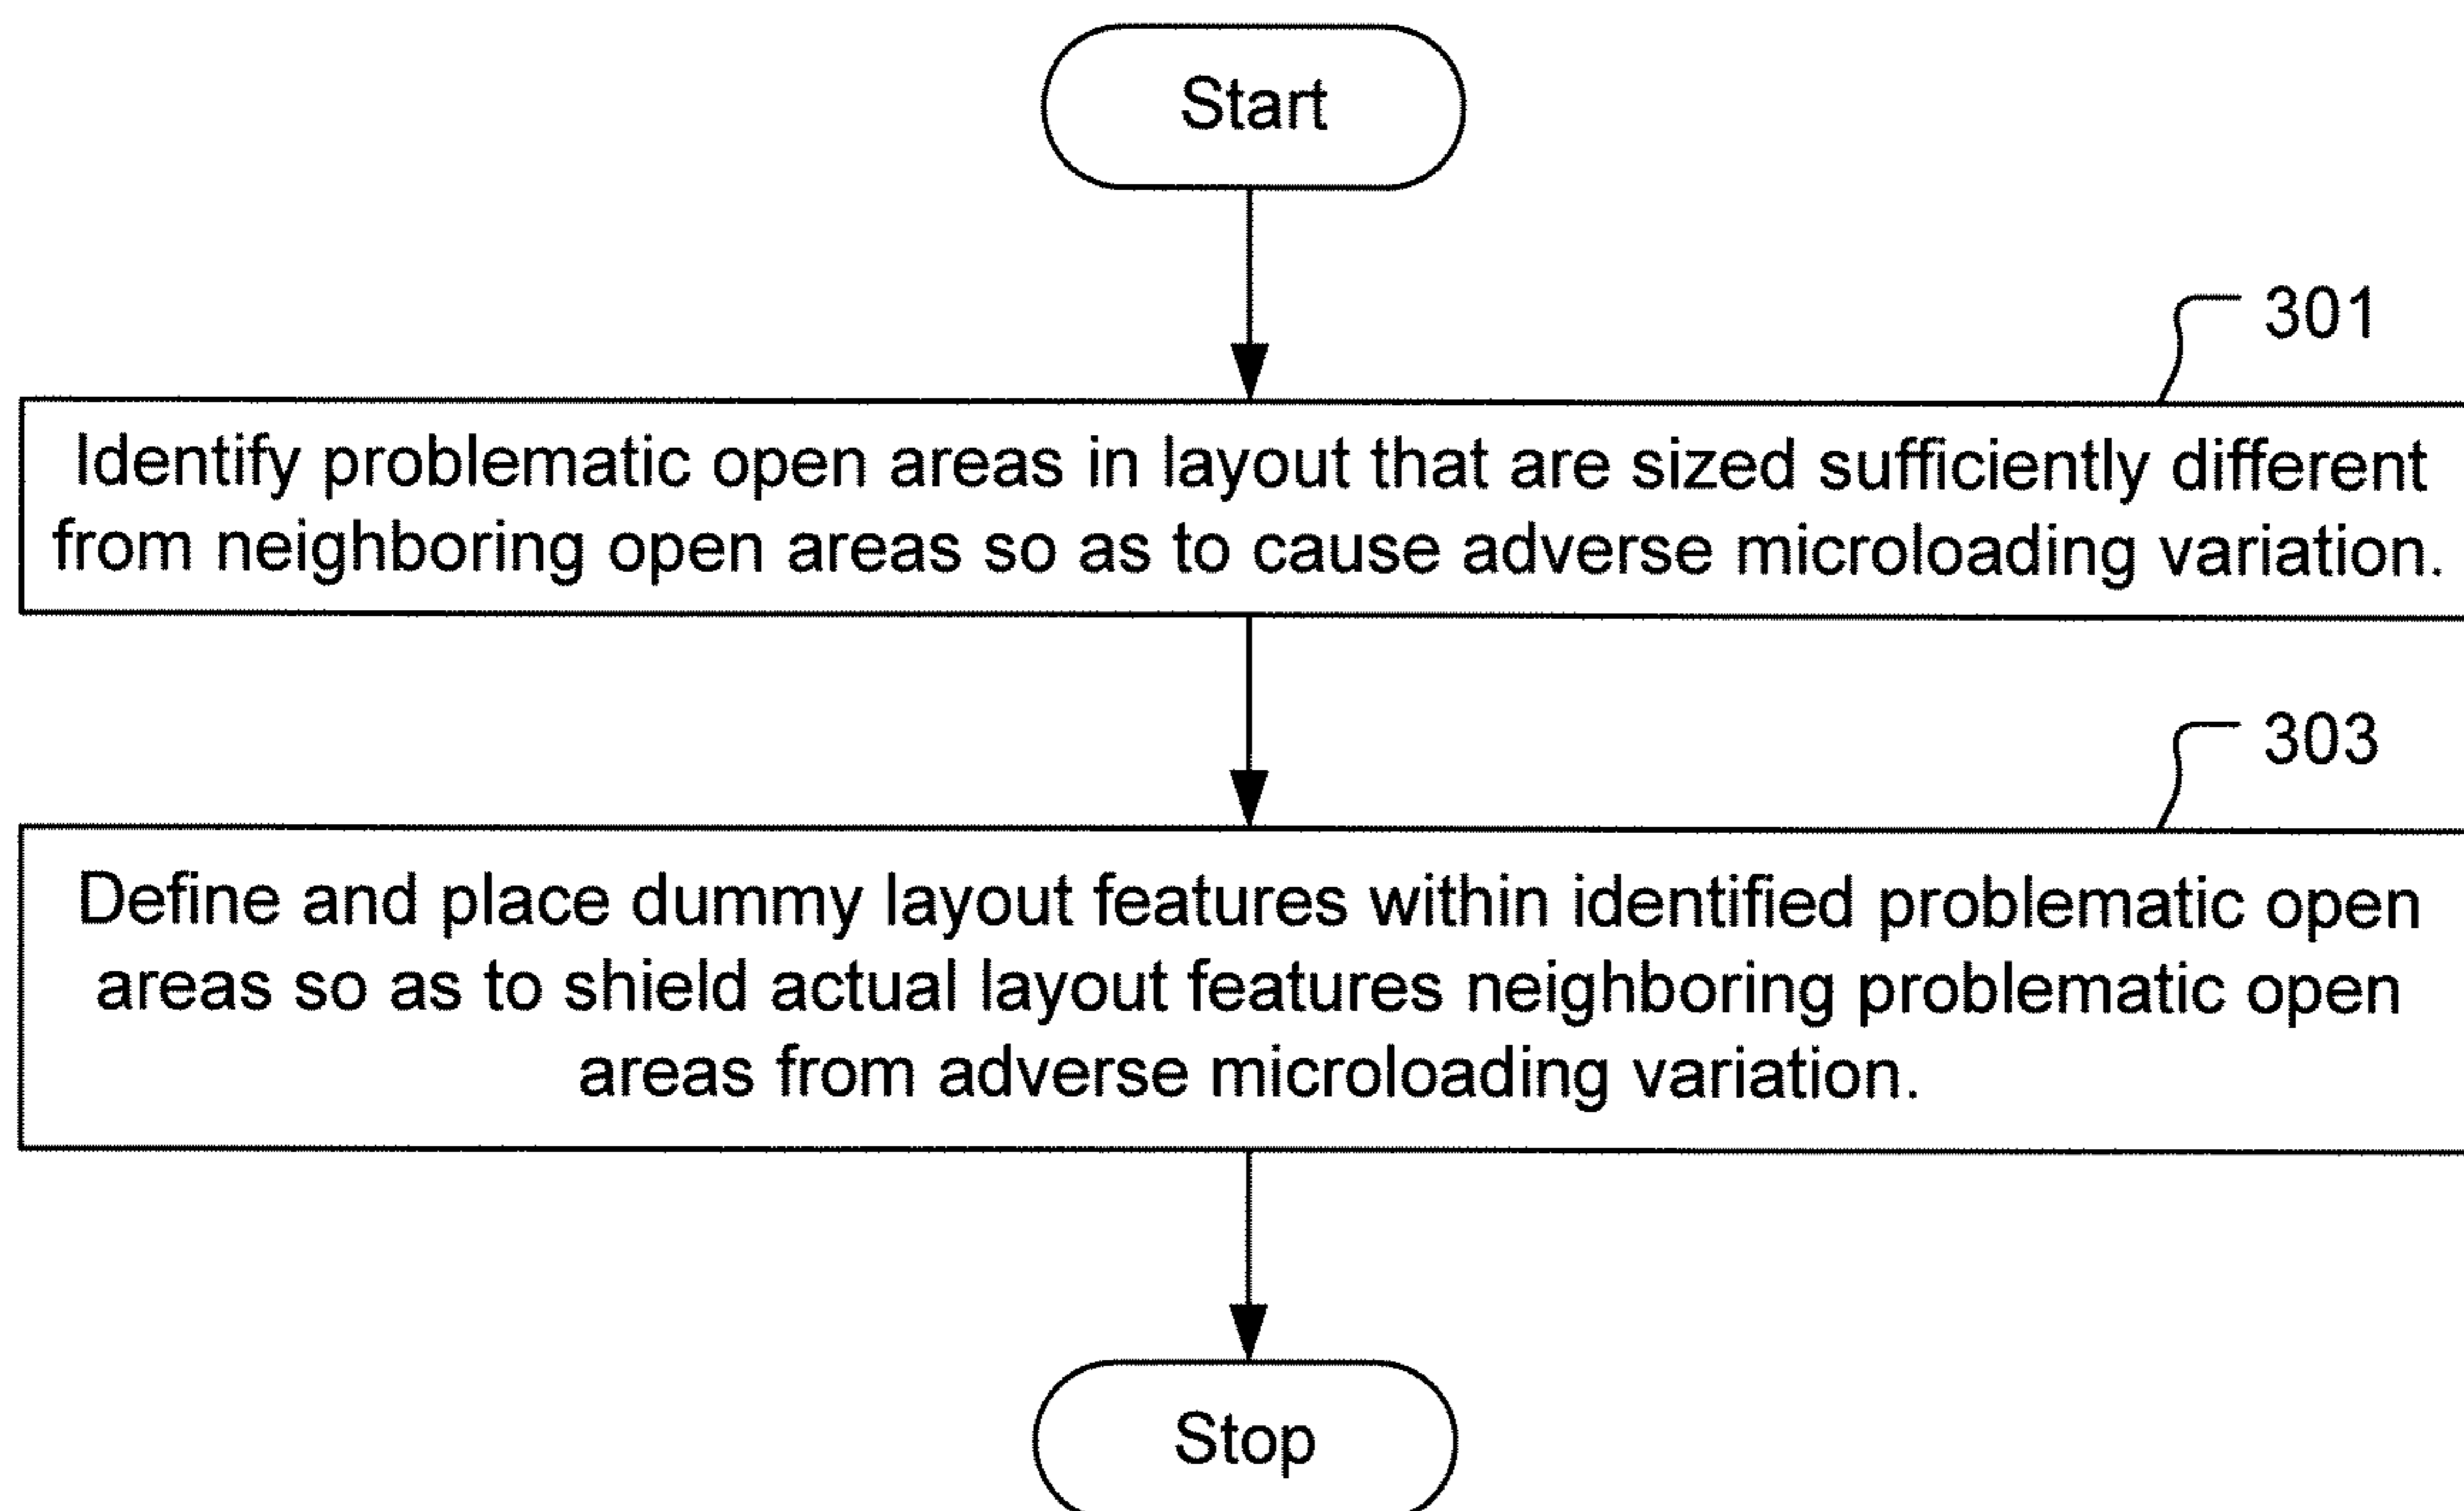 Start
301
Identify problematic open areas in layout that are sized sufficiently different
from neighboring open areas so as to cause adverse microloading variation.
303
Define and place dummy layout features within identified problematic open
areas so as to shield actual layout features neighboring problematic open
areas from adverse microloading variation.
Stop